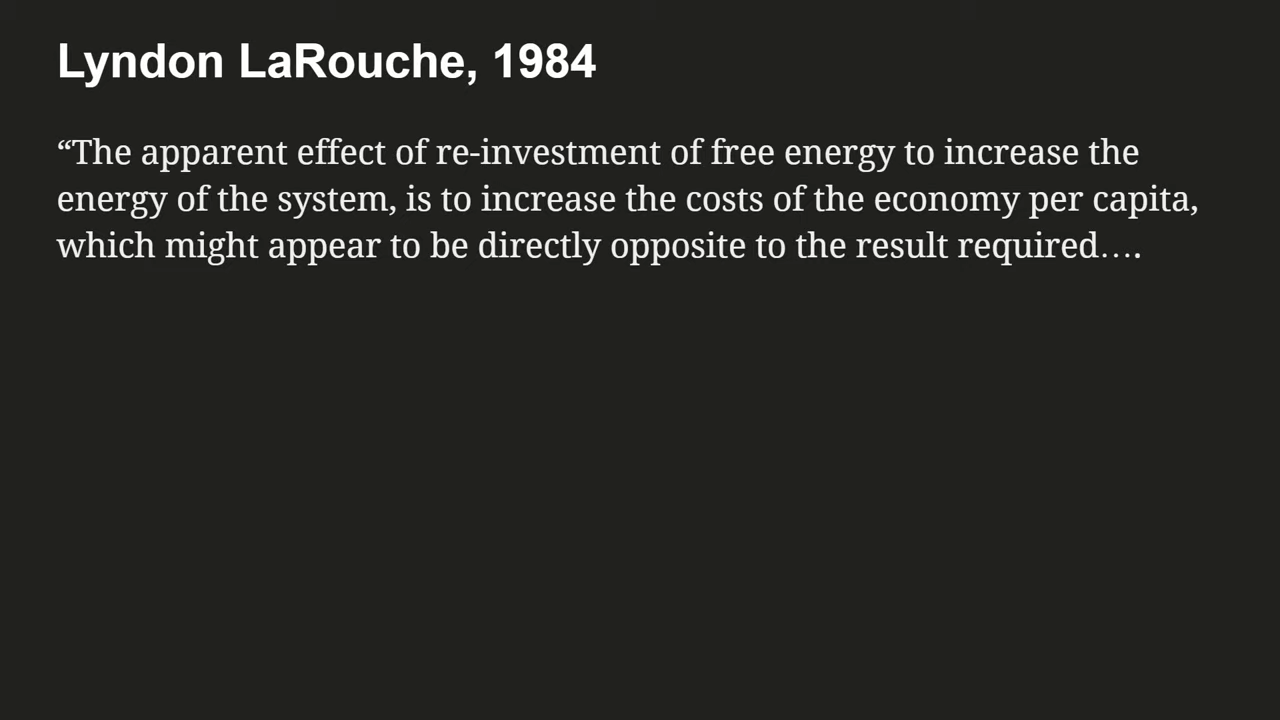 Lyndon LaRouche, 1984
“The apparent effect of re-investment of free energy to increase the
energy of the system, is to increase the costs of the economy per capita,
which might appear to be directly opposite to the result required….